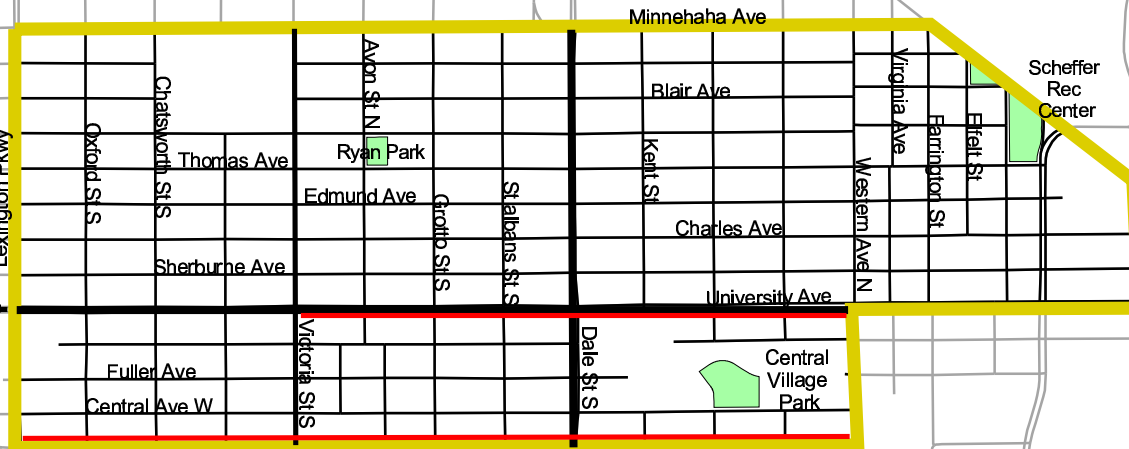 Minnehaha Ave
Scheffer
Rec
Center
Avon St N
Virginia Ave
Chatsworth St S
Blair Ave
Oxford St S
Farrington St
Elfelt St
Lexington Pkwy
Thomas Ave
Ryan Park
Kent St
Western Ave N
Edmund Ave
Grotto St S
St.albans St S
Charles Ave
Sherburne Ave
University Ave
Victoria St S
Dale St S
Fuller Ave
Central Ave W
Central
Village
Park